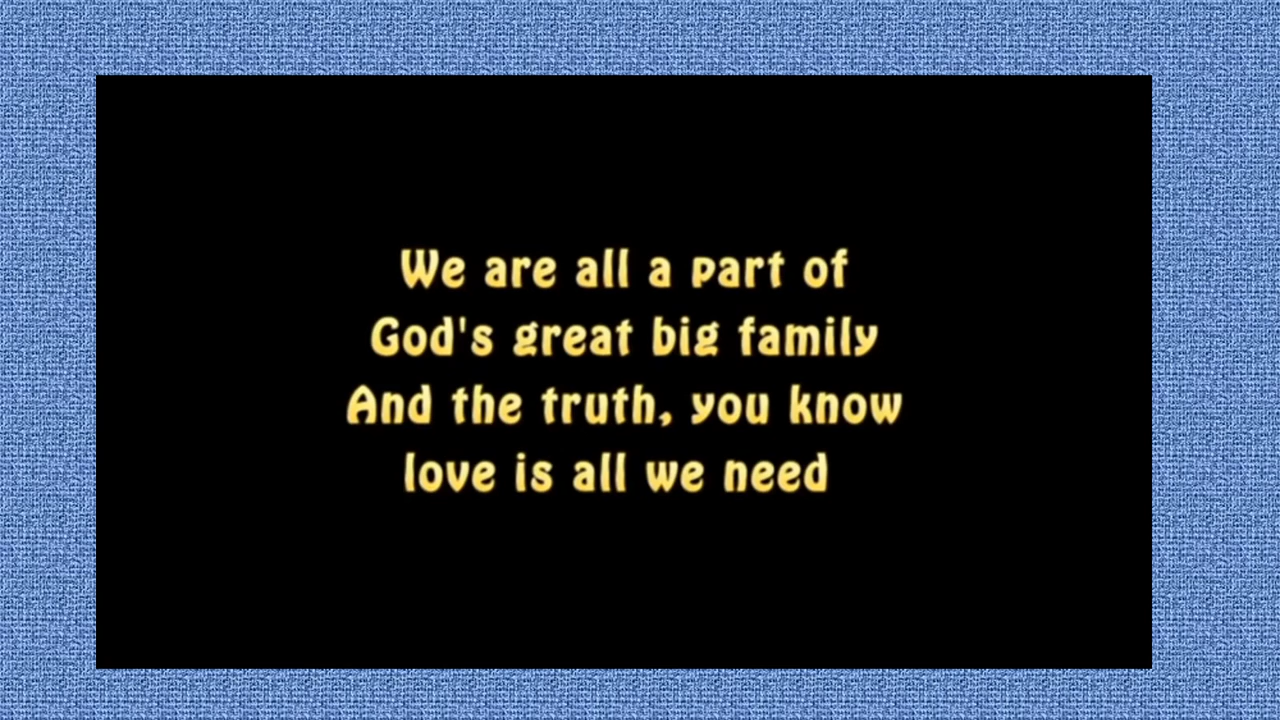 We are all a part of
God's great big family
And the truth, you know
love is all we need